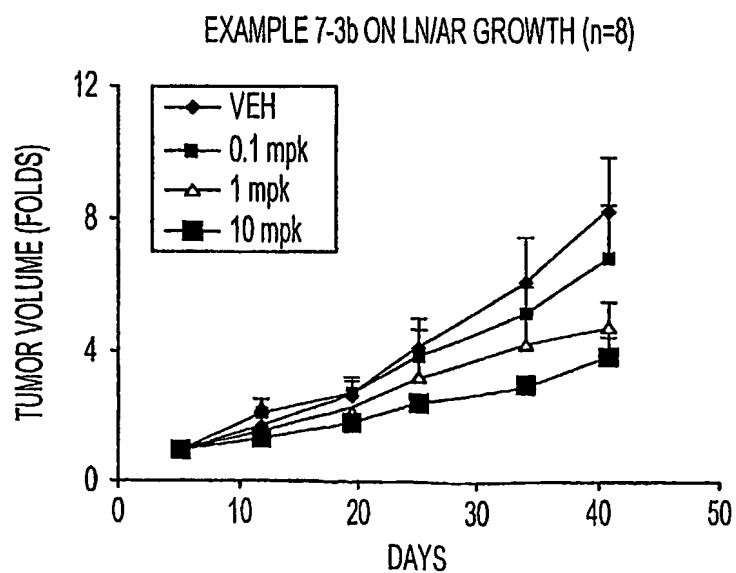 EXAMPLE 7-3b ON LN/AR GROWTH (n=8)
VEH
0.1 mpk
1 mpk
10 mpk
TUMOR VOLUME (FOLDS)
12
8
4
0
0 10 20 30 40 50
DAYS